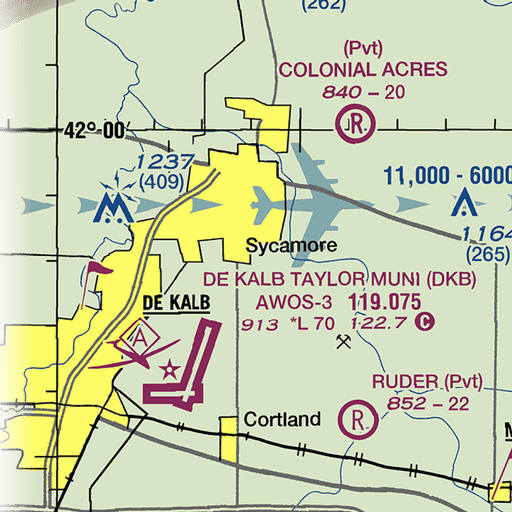 (262)
(Pvt)
COLONIAL ACRES
840 – 20
R
42° 00'
1237
(409)
11,000 - 6000
1164
(265)
Sycamore
DE KALB TAYLOR MUNI (DKB)
DE KALB
AWOS-3 119.075
913 *L 70 122.7 C
A
RUDER (Pvt)
852 – 22
R
Cortland